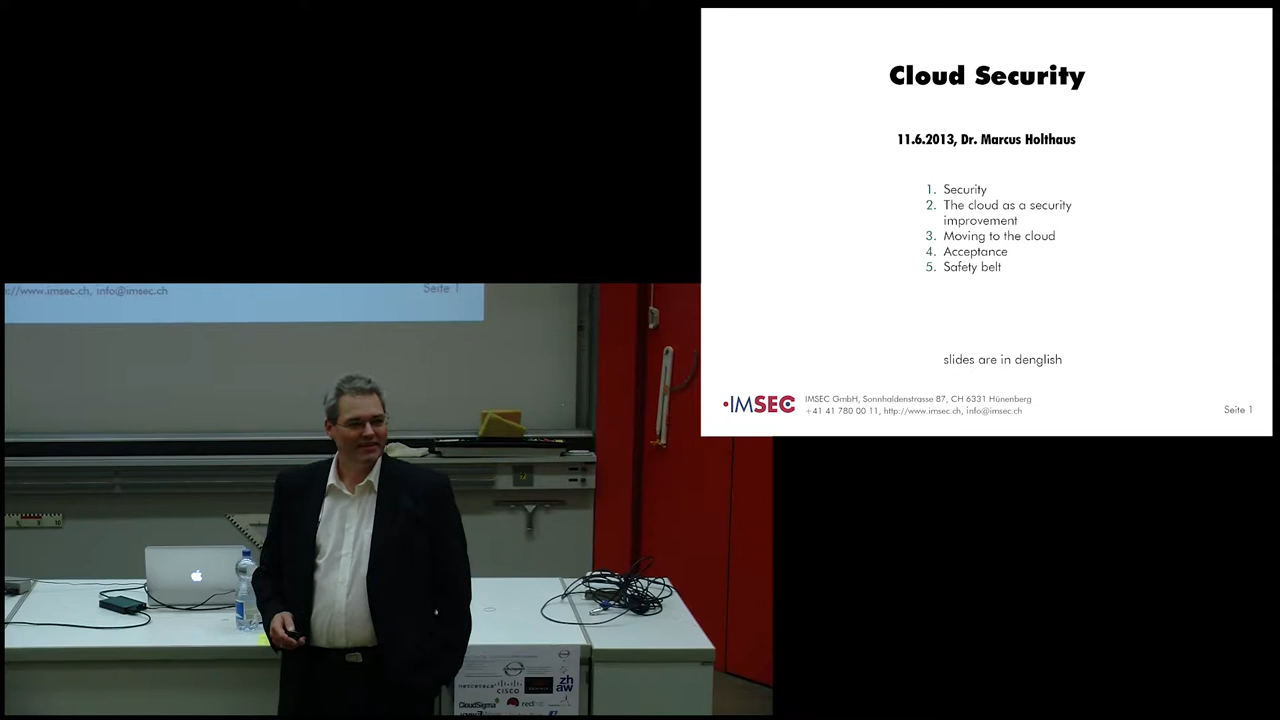 Cloud Security
11.6.2013, Dr. Marcus Holthaus
1. Security
2. The cloud as a security
improvement
3. Moving to the cloud
4. Acceptance
5. Safety belt
slides are in denglish
IMSEC
IMSEC GmbH, Sonnhaldenstrasse 87, CH 6331 Hünenberg
+41 41 780 00 11, http://www.imsec.ch, info@imsec.ch
Seite 1
://www.imsec.ch, info@imsec.ch
Seite 1
netcetera
CISCO
zh
aw
CloudSigma